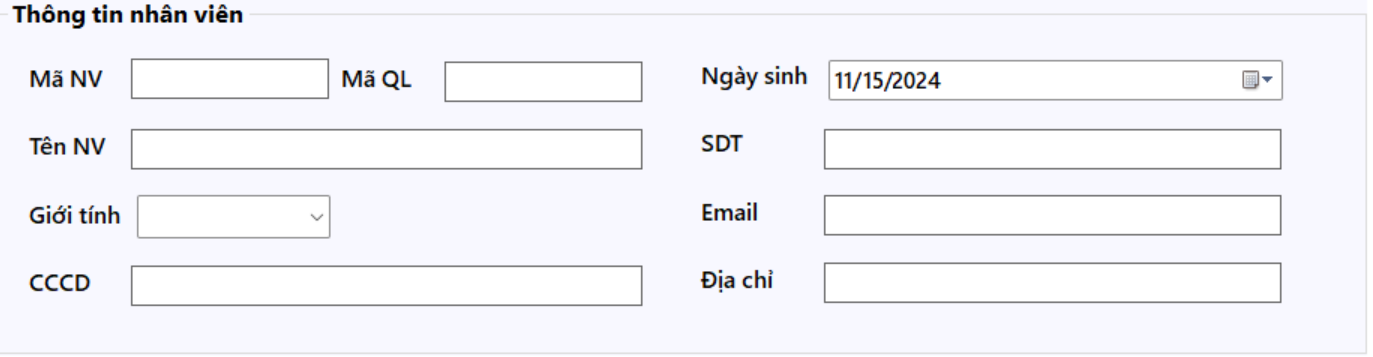 Thông tin nhân viên
Mã NV Mã QL Ngày sinh 11/15/2024
Tên NV SDT
Giới tính Email
CCCD Địa chỉ